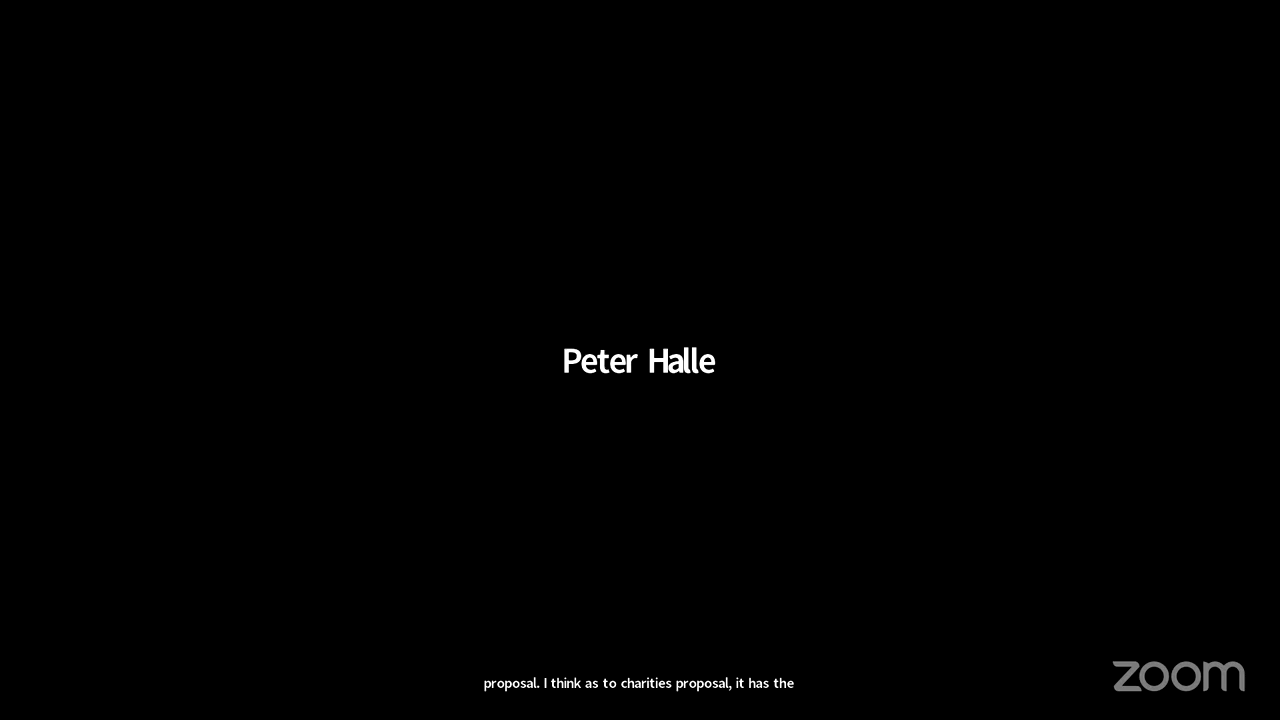 Peter Halle
proposal. I think as to charities proposal, it has the
zoom